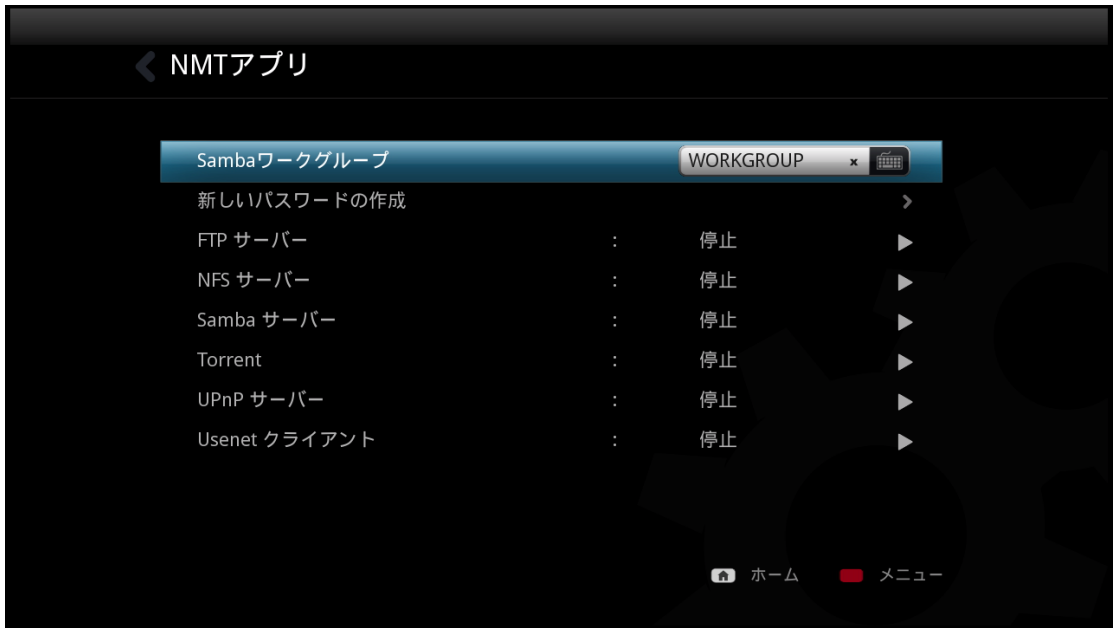 NMTアプリ
Sambaワークグループ WORKGROUP x
新しいパスワードの作成
FTP サーバー : 停止
NFS サーバー : 停止
Samba サーバー : 停止
Torrent : 停止
UPnP サーバー : 停止
Usenet クライアント : 停止
ホーム メニュー